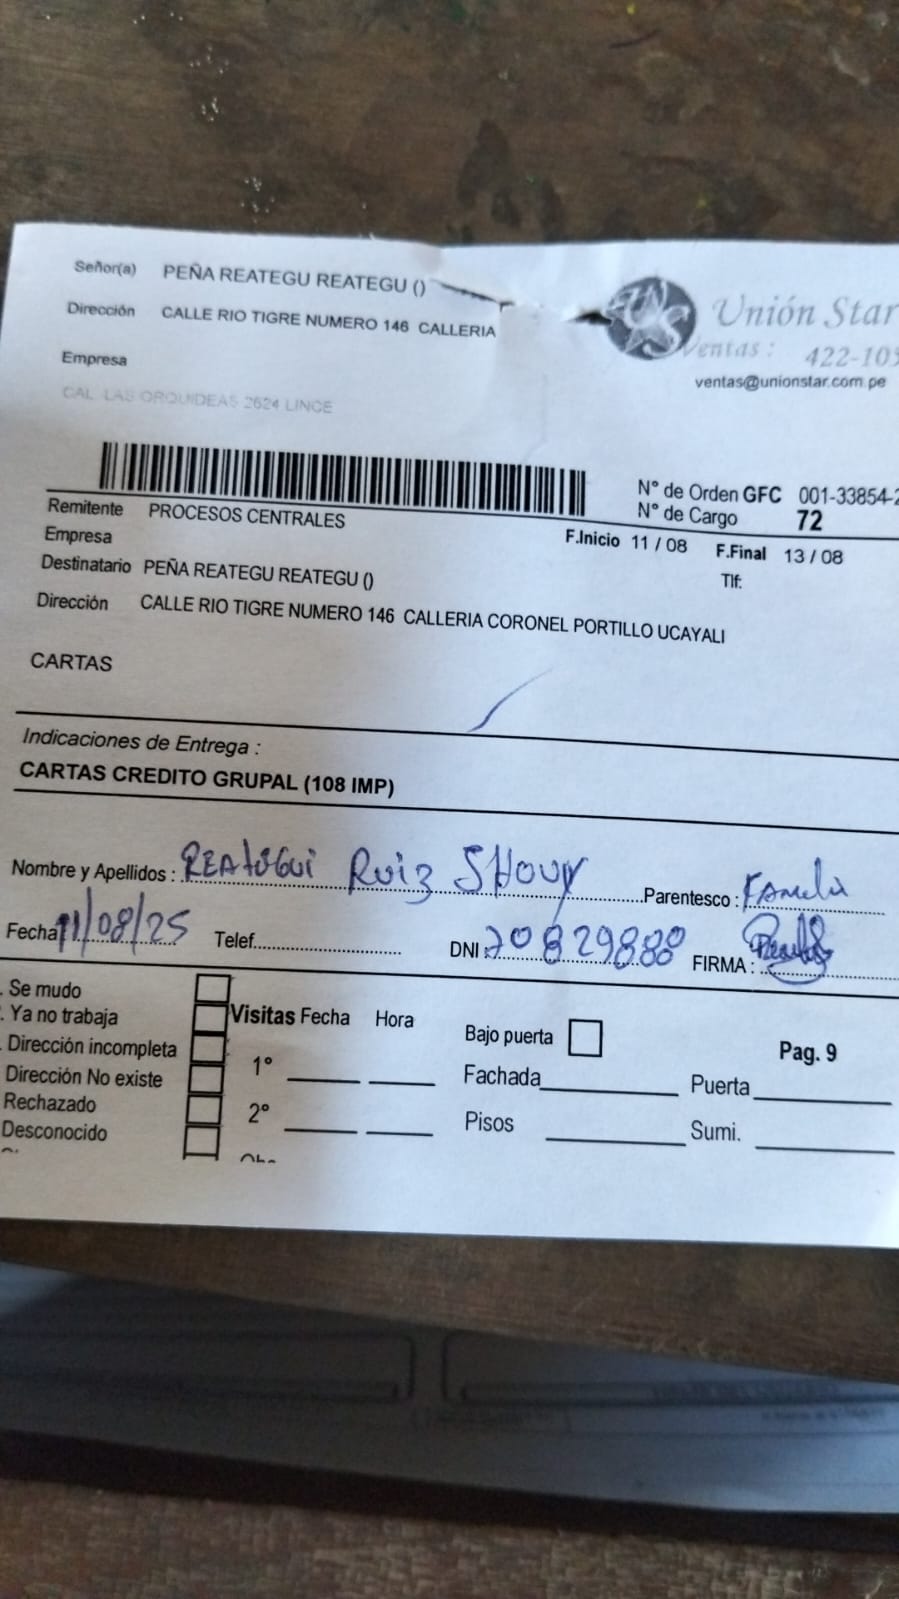 Señor(a) PEÑA REATEGU REATEGU ()
Dirección CALLE RIO TIGRE NUMERO 146 CALLERIA
Empresa
CAL LAS ORQUIDEAS 2624 LINCE
Unión Star
Ventas: 422-105
ventas@unionstar.com.pe
N° de Orden GFC 001-33854-2
N° de Cargo 72
Remitente PROCESOS CENTRALES
Empresa
F.Inicio 11 / 08 F.Final 13 / 08
Destinatario PEÑA REATEGU REATEGU ()
Tlf:
Dirección CALLE RIO TIGRE NUMERO 146 CALLERIA CORONEL PORTILLO UCAYALI
CARTAS
Indicaciones de Entrega :
CARTAS CREDITO GRUPAL (108 IMP)
Nombre y Apellidos : REAtEGUI Ruiz SHOUY Parentesco : FAmelia
Fecha 11/08/25 Telef. DNI : FIRMA :
Se mudo
Ya no trabaja
Dirección incompleta
Dirección No existe
Rechazado
Desconocido
Visitas Fecha Hora
1°
2°
Bajo puerta
Pag. 9
Fachada Puerta
Pisos Sumi.